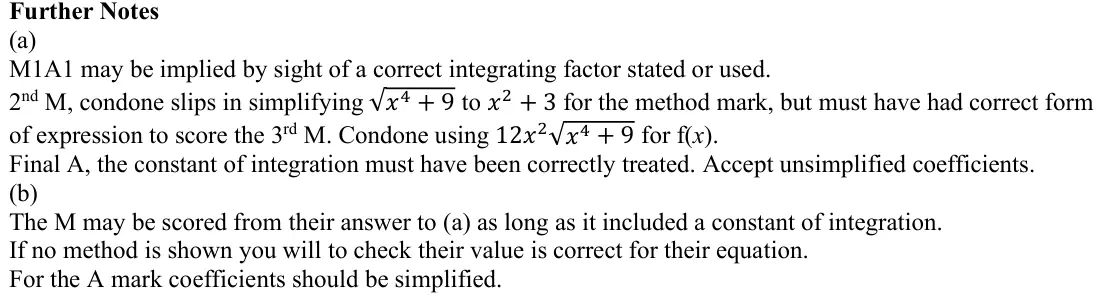 Further Notes
(a)
M1A1 may be implied by sight of a correct integrating factor stated or used.
2nd M, condone slips in simplifying √(x⁴ + 9) to x² + 3 for the method mark, but must have had correct form
of expression to score the 3rd M. Condone using 12x²√(x⁴ + 9) for f(x).
Final A, the constant of integration must have been correctly treated. Accept unsimplified coefficients.
(b)
The M may be scored from their answer to (a) as long as it included a constant of integration.
If no method is shown you will to check their value is correct for their equation.
For the A mark coefficients should be simplified.